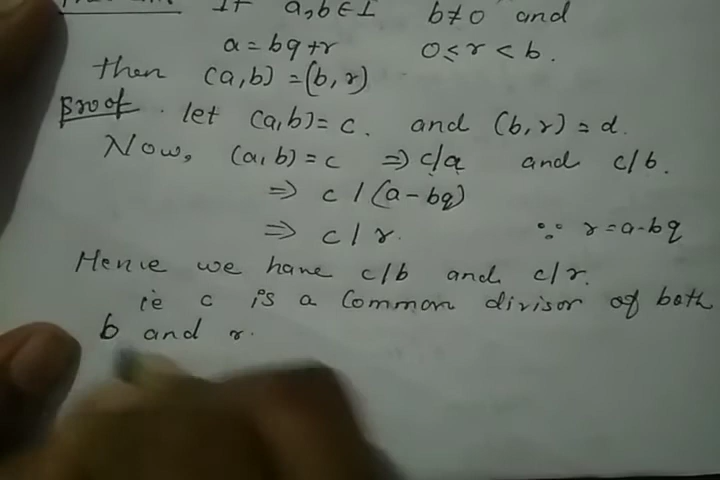 If a,b∈I b≠0 and
a = bq+r 0≤r<b.
then (a,b) = (b,r)
Proof. let (a,b) = c. and (b,r) = d.
Now, (a,b) = c ⇒ c/a and c/b.
⇒ c / (a-bq)
⇒ c/r. ∵ r=a-bq
Hence we have c/b and c/r.
ie c is a Common divisor of both
b and r.